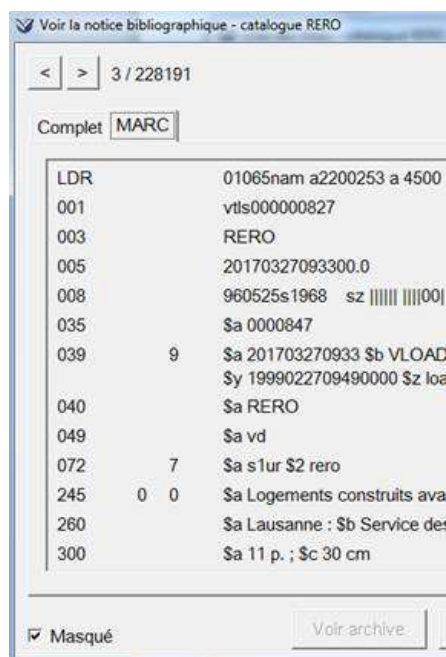 Voir la notice bibliographique - catalogue RERO
< > 3 / 228191
Complet MARC
LDR 01065nam a2200253 a 4500
001 vtls000000827
003 RERO
005 20170327093300.0
008 960525s1968 sz |||||| ||||00|
035 $a 0000847
039 9 $a 201703270933 $b VLOAD
$y 1999022709490000 $z loa
040 $a RERO
049 $a vd
072 7 $a s1ur $2 rero
245 0 0 $a Logements construits ava
260 $a Lausanne : $b Service des
300 $a 11 p. ; $c 30 cm
Masqué Voir archive